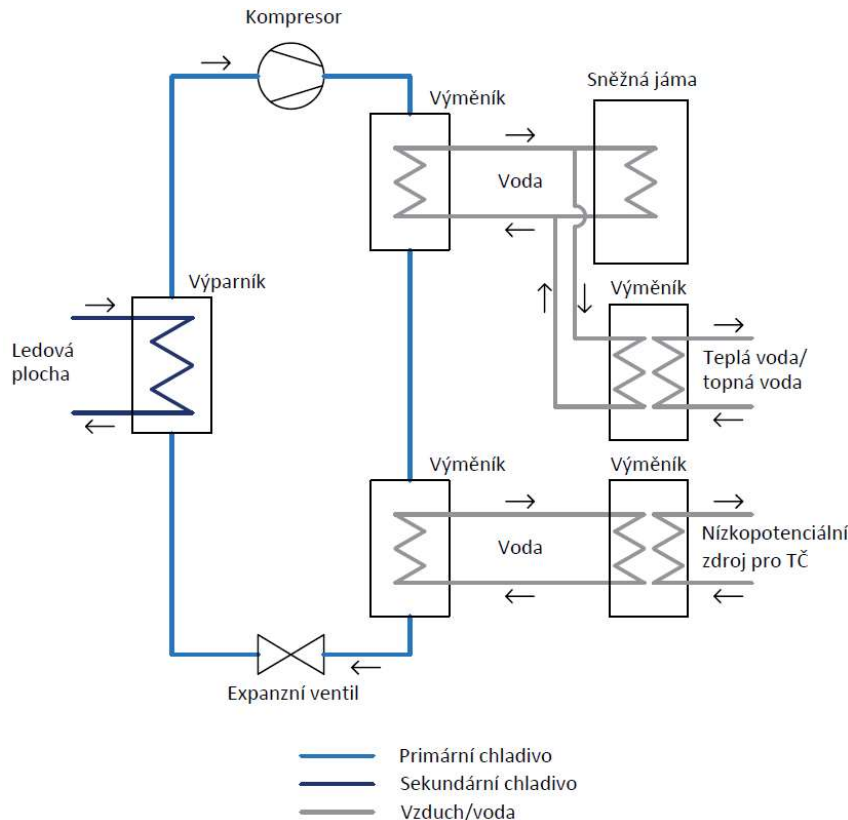 Kompresor
Výměník
Sněžná jáma
Voda
Výparník
Výměník
Ledová
plocha
Teplá voda/
topná voda
Výměník
Výměník
Voda
Nízkopotenciální
zdroj pro TČ
Expanzní ventil
Primární chladivo
Sekundární chladivo
Vzduch/voda